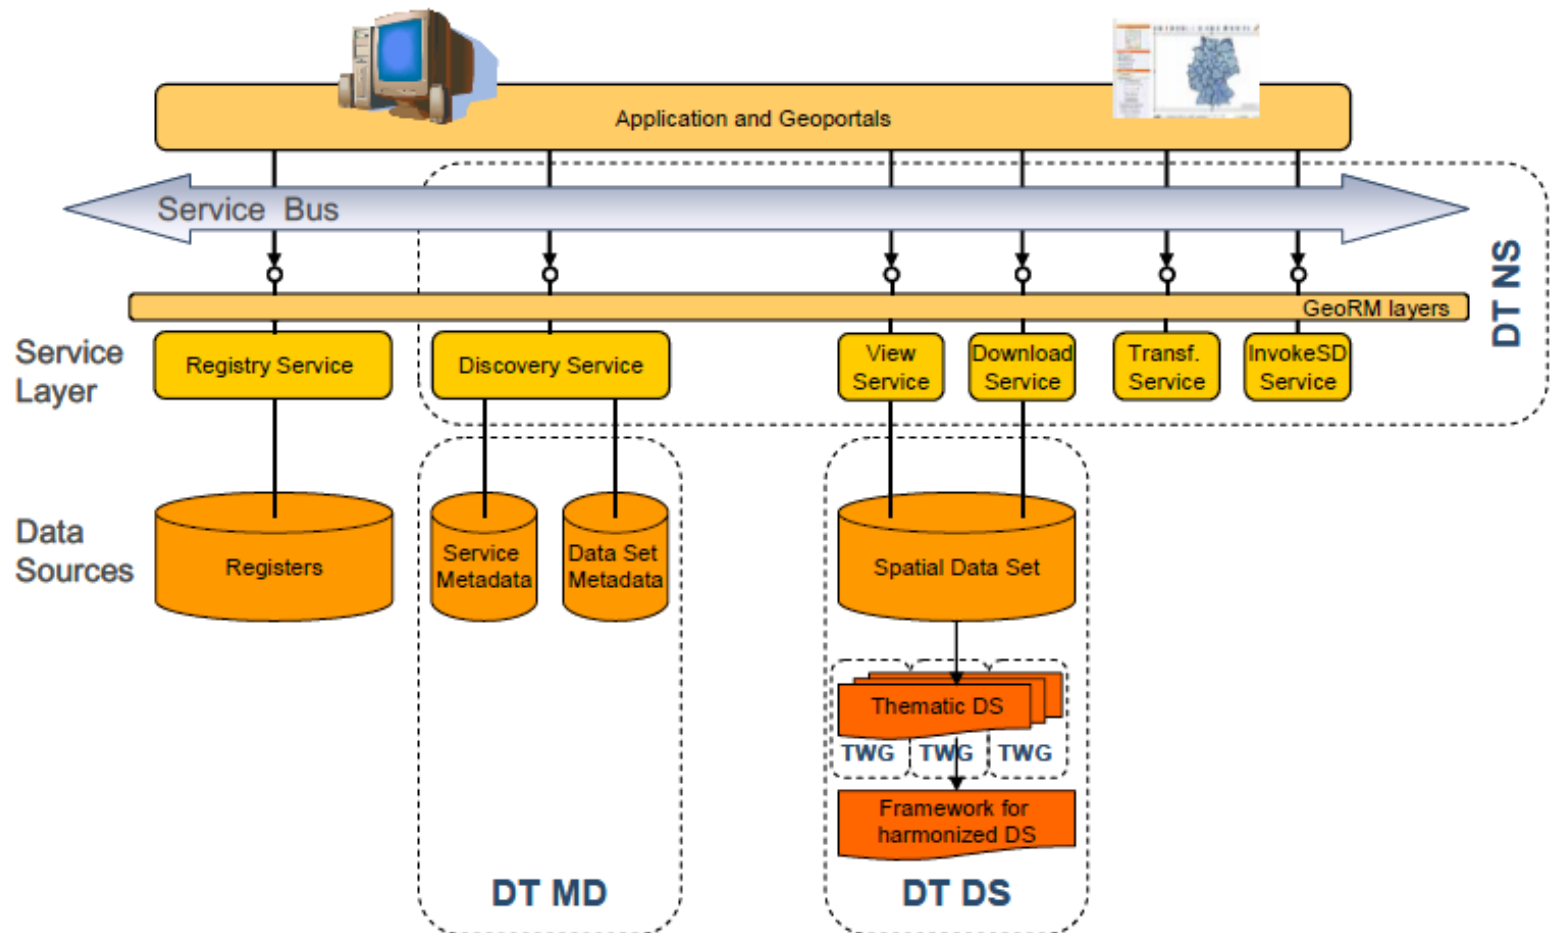 Application and Geoportals
Service Bus
DT NS
GeoRM layers
Service
Layer
Registry Service
Discovery Service
View
Service
Download
Service
Transf.
Service
InvokeSD
Service
Data
Sources
Registers
Service
Metadata
Data Set
Metadata
Spatial Data Set
Thematic DS
TWG TWG TWG
Framework for
harmonized DS
DT MD
DT DS